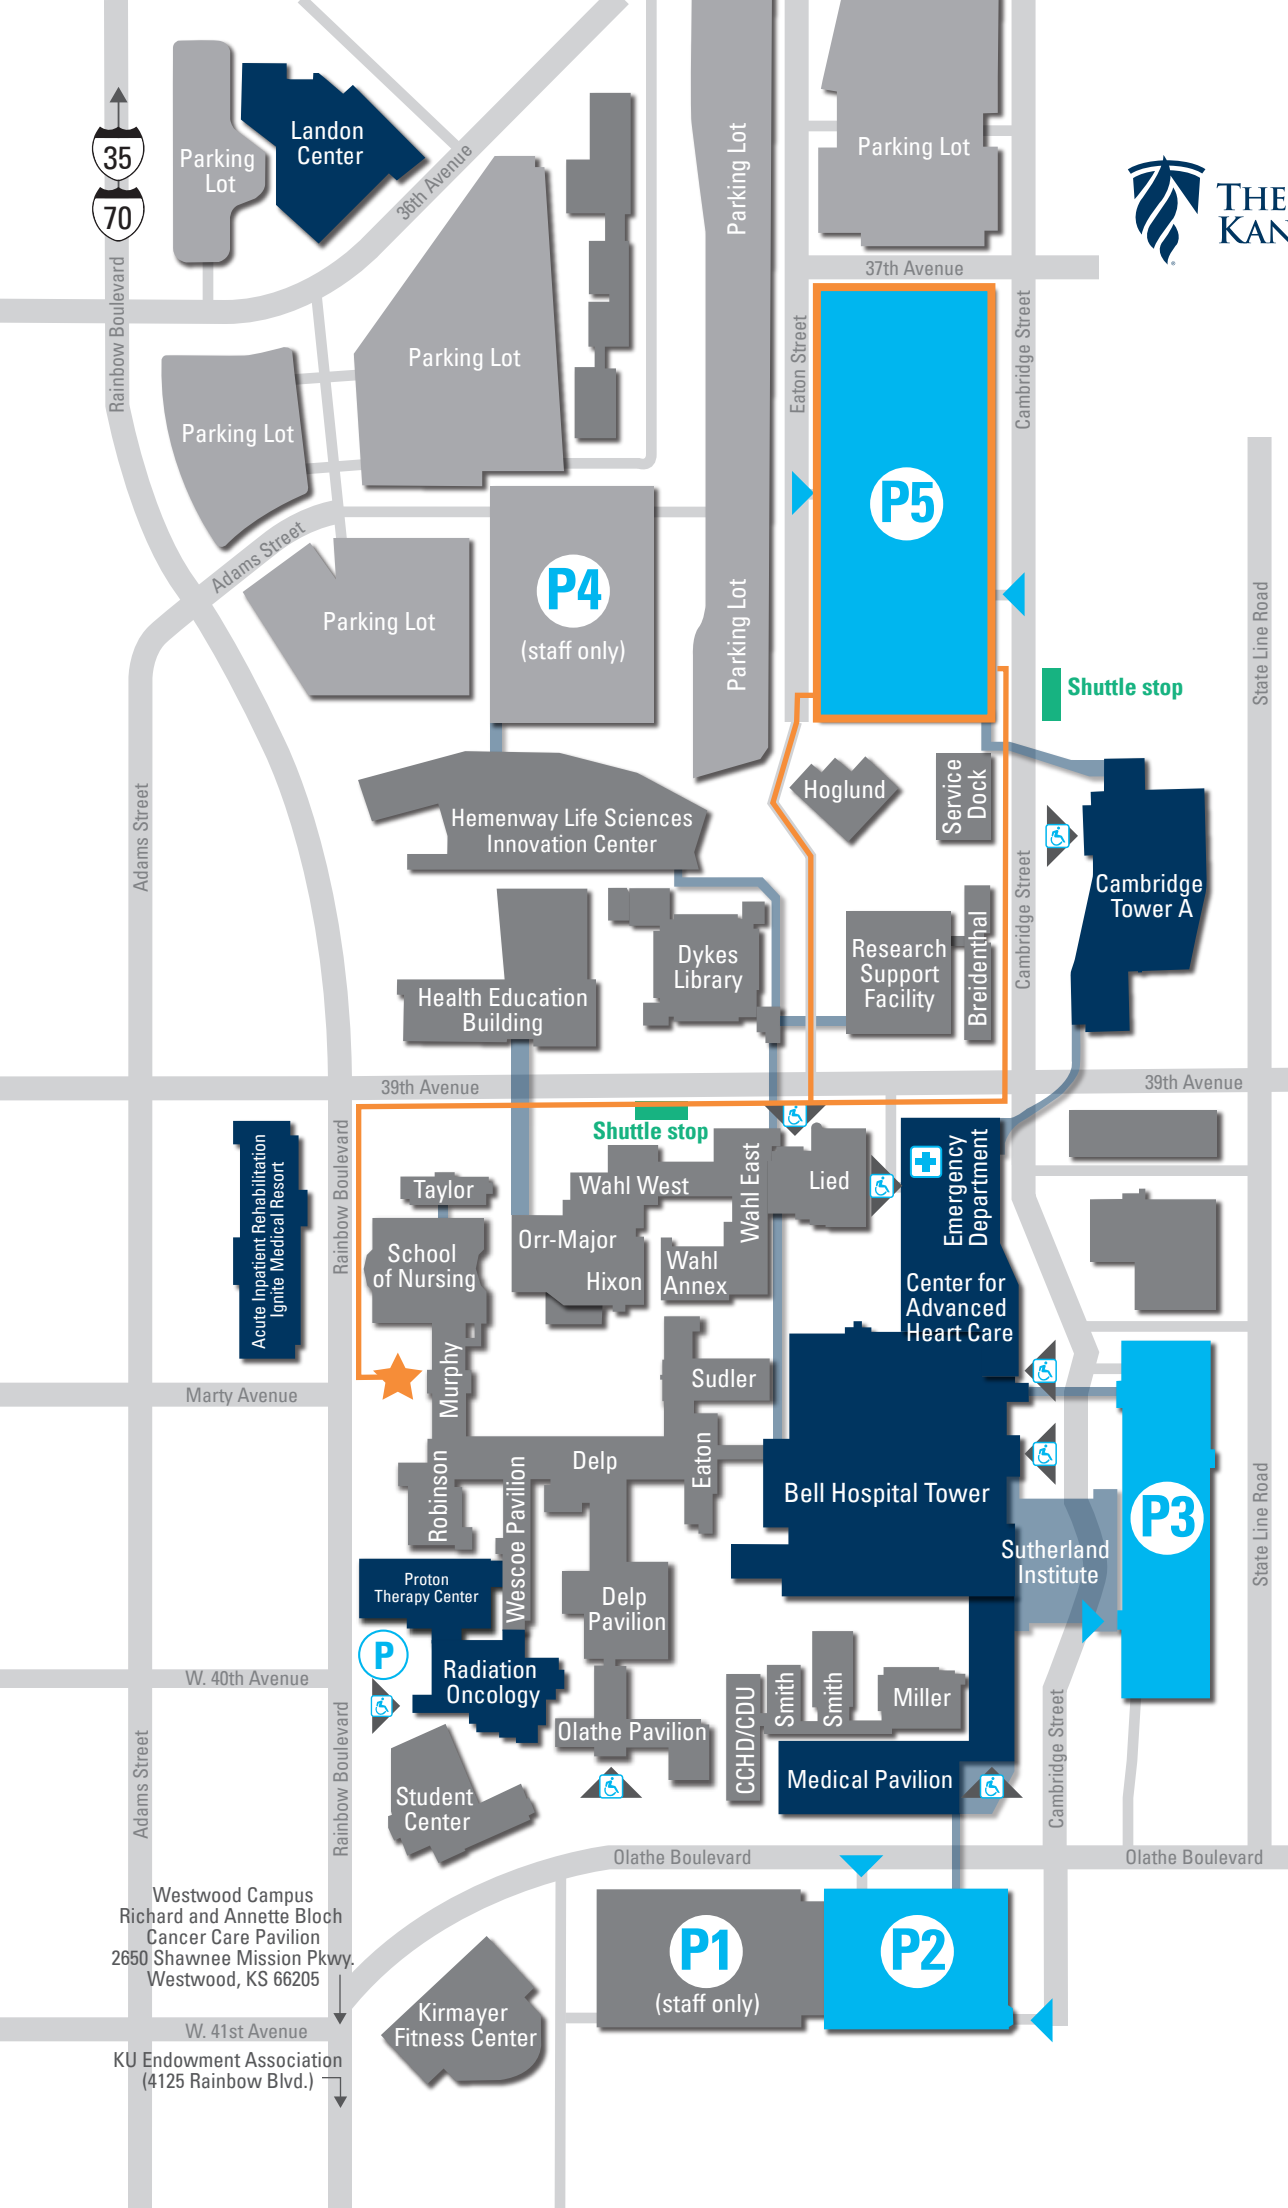 35
70
Landon
Center
Parking
Lot
36th Avenue
Rainbow Boulevard
Parking Lot
Parking Lot
THE
KAN
37th Avenue
Parking Lot
Parking Lot
Eaton Street
Cambridge Street
P5
Adams Street
Parking Lot
P4
(staff only)
Parking Lot
State Line Road
Shuttle stop
Hoglund
Service
Dock
Hemenway Life Sciences
Innovation Center
Adams Street
Cambridge Street
Cambridge
Tower A
Dykes
Library
Research
Support
Facility
Breidenthal
Health Education
Building
39th Avenue
39th Avenue
Shuttle stop
Acute Inpatient Rehabilitation
Ignite Medical Resort
Rainbow Boulevard
Taylor
Wahl West
Wahl East
Lied
Emergency
Department
School
of Nursing
Orr-Major
Hixon
Wahl
Annex
Center for
Advanced
Heart Care
Murphy
Sudler
Marty Avenue
Robinson
Delp
Eaton
Bell Hospital Tower
P3
State Line Road
Wescoe Pavilion
Sutherland
Institute
Proton
Therapy Center
Delp
Pavilion
P
Radiation
Oncology
W. 40th Avenue
Smith
Smith
Miller
CCHD/CDU
Olathe Pavilion
Rainbow Boulevard
Adams Street
Cambridge Street
Medical Pavilion
Student
Center
Olathe Boulevard
Olathe Boulevard
Westwood Campus
Richard and Annette Bloch
Cancer Care Pavilion
2650 Shawnee Mission Pkwy.
Westwood, KS 66205
P1
(staff only)
P2
Kirmayer
Fitness Center
W. 41st Avenue
KU Endowment Association
(4125 Rainbow Blvd.)